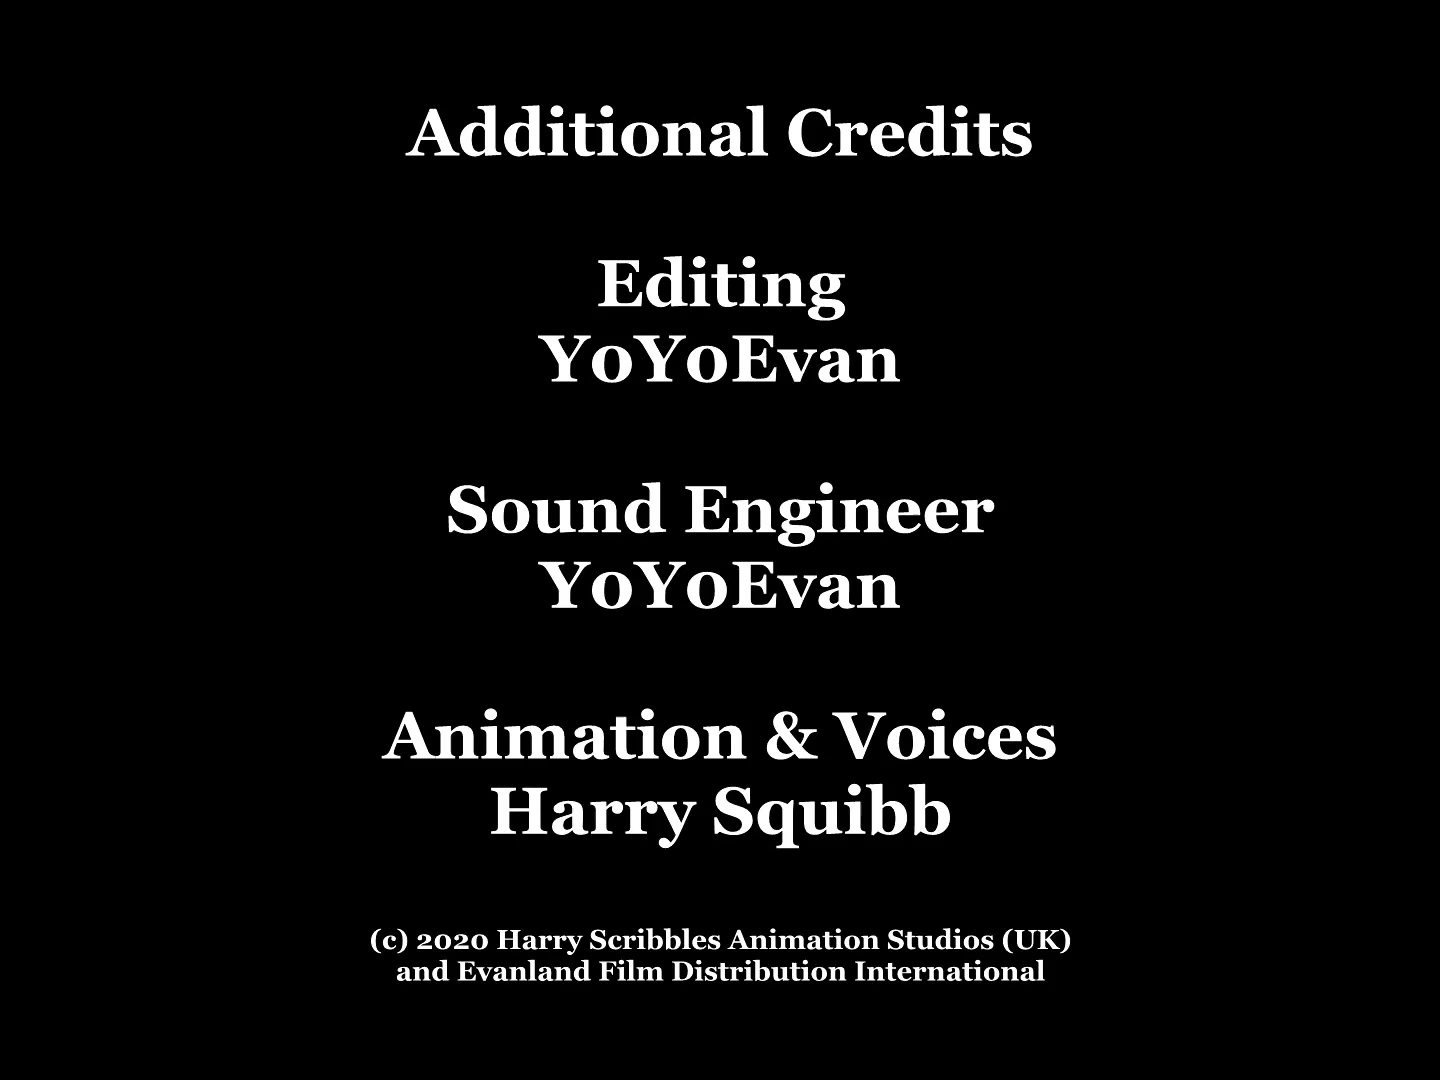 Additional Credits
Editing
YoYoEvan
Sound Engineer
YoYoEvan
Animation & Voices
Harry Squibb
(c) 2020 Harry Scribbles Animation Studios (UK)
and Evanland Film Distribution International